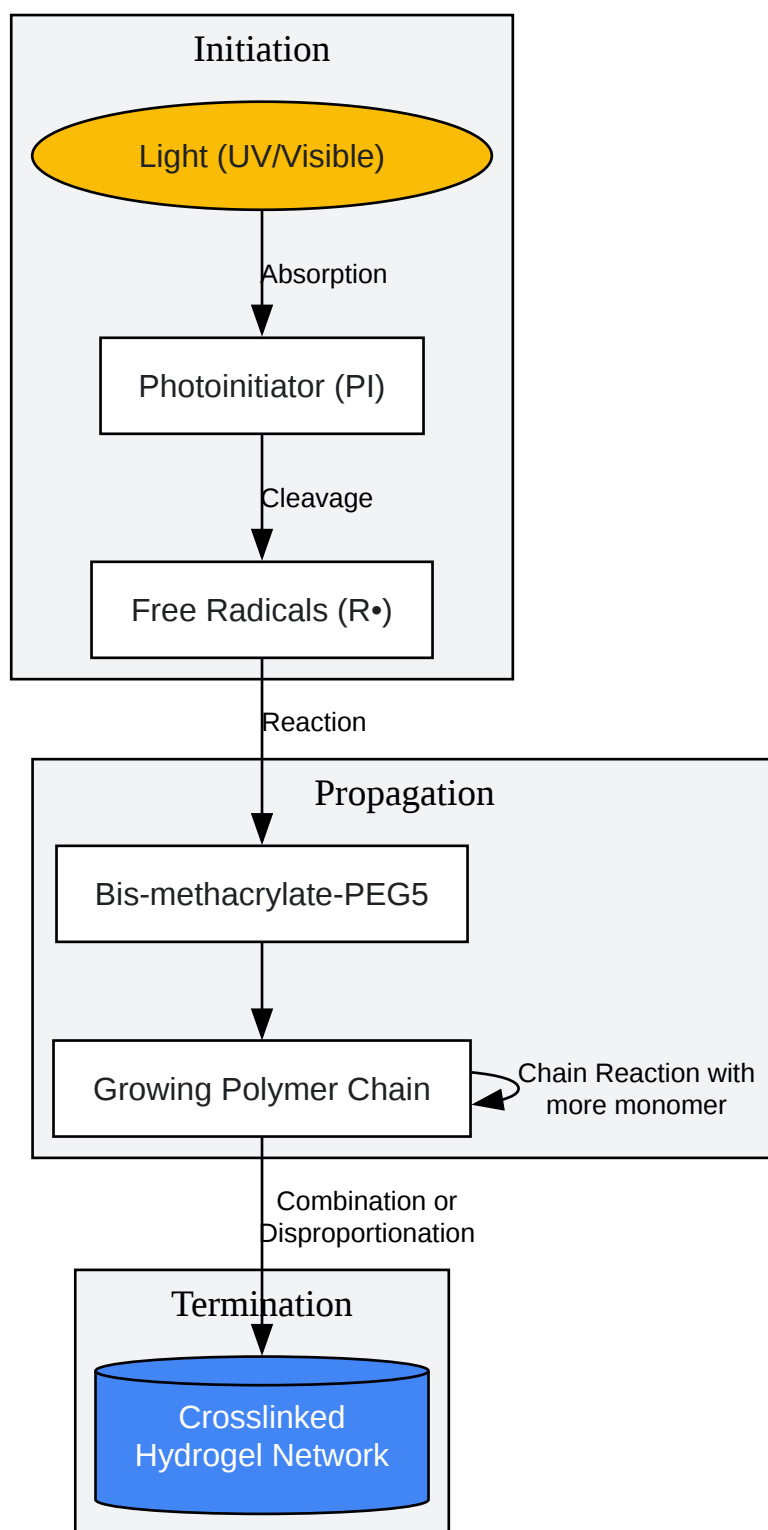 Initiation
Light (UV/Visible)
Absorption
Photoinitiator (PI)
Cleavage
Free Radicals (R•)
Reaction
Propagation
Bis-methacrylate-PEG5
Growing Polymer Chain
Chain Reaction with
more monomer
Combination or
Disproportionation
Termination
Crosslinked
Hydrogel Network